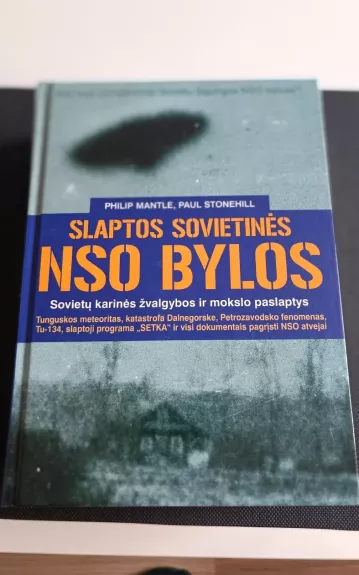 PHILIP MANTLE, PAUL STONEHILL
SLAPTOS SOVIETINĖS
NSO BYLOS
Sovietų karinės žvalgybos ir mokslo paslaptys
Tunguskos meteoritas, katastrofa Dalnegorske, Petrozavodsko fenomenas,
Tu-134, slaptoji programa „SETKA“ ir visi dokumentais pagrįsti NSO atvejai